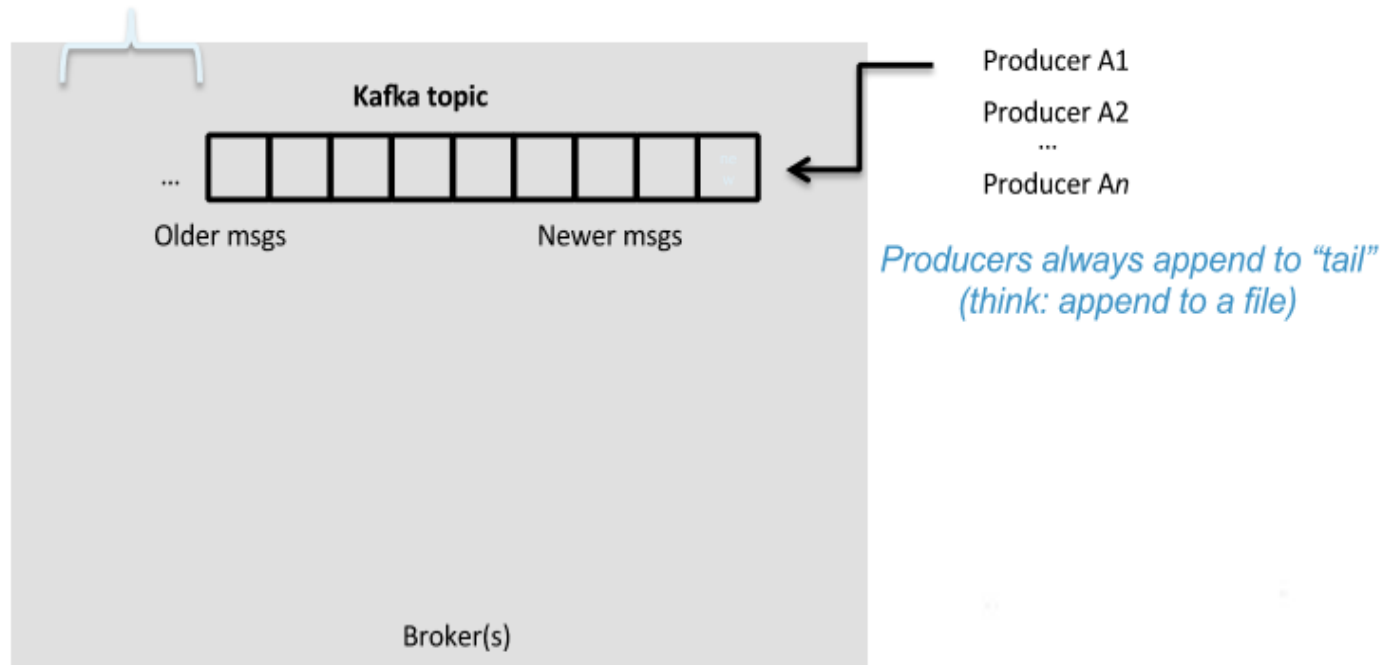 Producer A1
Kafka topic
Producer A2
...
Producer An
...
new
Older msgs
Newer msgs
Producers always append to “tail”
(think: append to a file)
Broker(s)